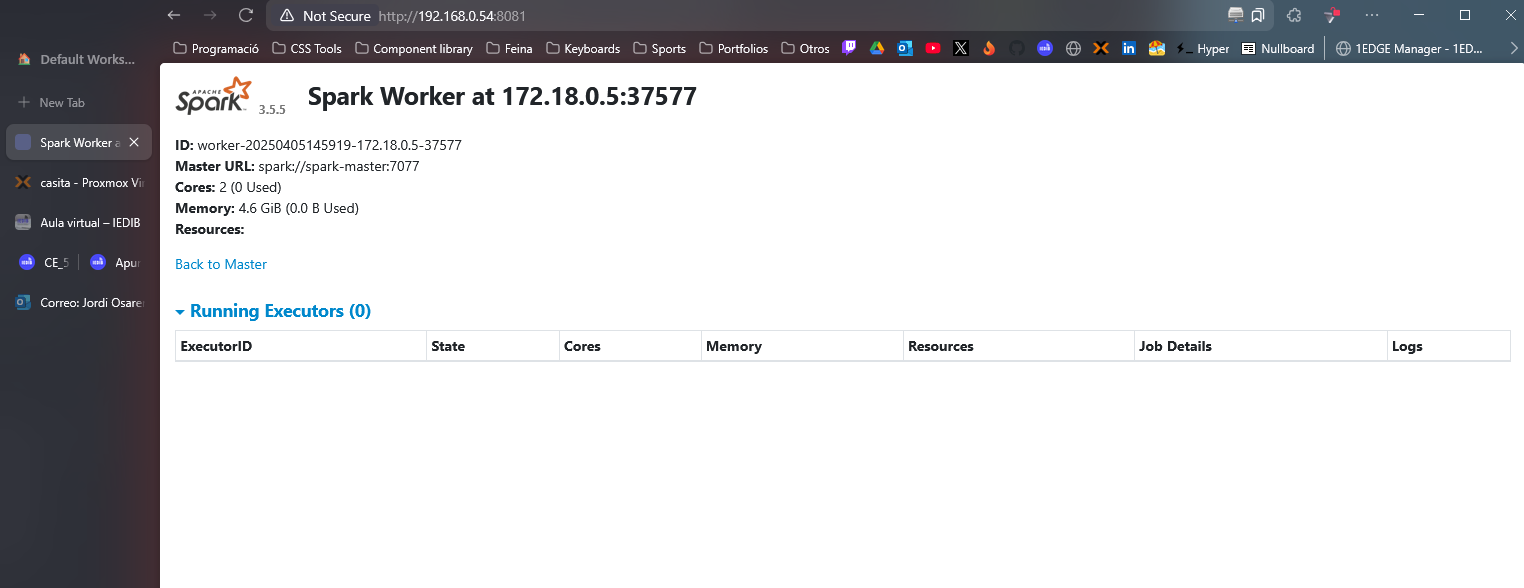 Not Secure http://192.168.0.54:8081
Programació CSS Tools Component library Feina Keyboards Sports Portfolios Otros Hyper Nullboard 1EDGE Manager - 1ED...
Default Works...
New Tab
Spark Worker a
casita - Proxmox Vi
Aula virtual – IEDIB
CE_5 Apu
Correo: Jordi Osare
APACHE
Spark 3.5.5 Spark Worker at 172.18.0.5:37577
ID: worker-20250405145919-172.18.0.5-37577
Master URL: spark://spark-master:7077
Cores: 2 (0 Used)
Memory: 4.6 GiB (0.0 B Used)
Resources:
Back to Master
Running Executors (0)
ExecutorID State Cores Memory Resources Job Details Logs